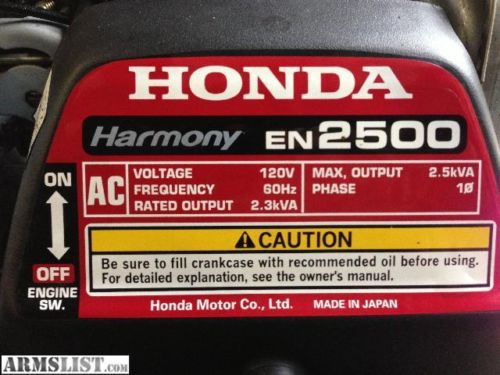 HONDA
Harmony EN2500
ON
OFF
ENGINE
SW.
AC
VOLTAGE 120V
FREQUENCY 60Hz
RATED OUTPUT 2.3kVA
MAX, OUTPUT 2.5kVA
PHASE 1Ø
⚠CAUTION
Be sure to fill crankcase with recommended oil before using.
For detailed explanation, see the owner's manual.
Honda Motor Co., Ltd. MADE IN JAPAN
ARMSLIST.COM